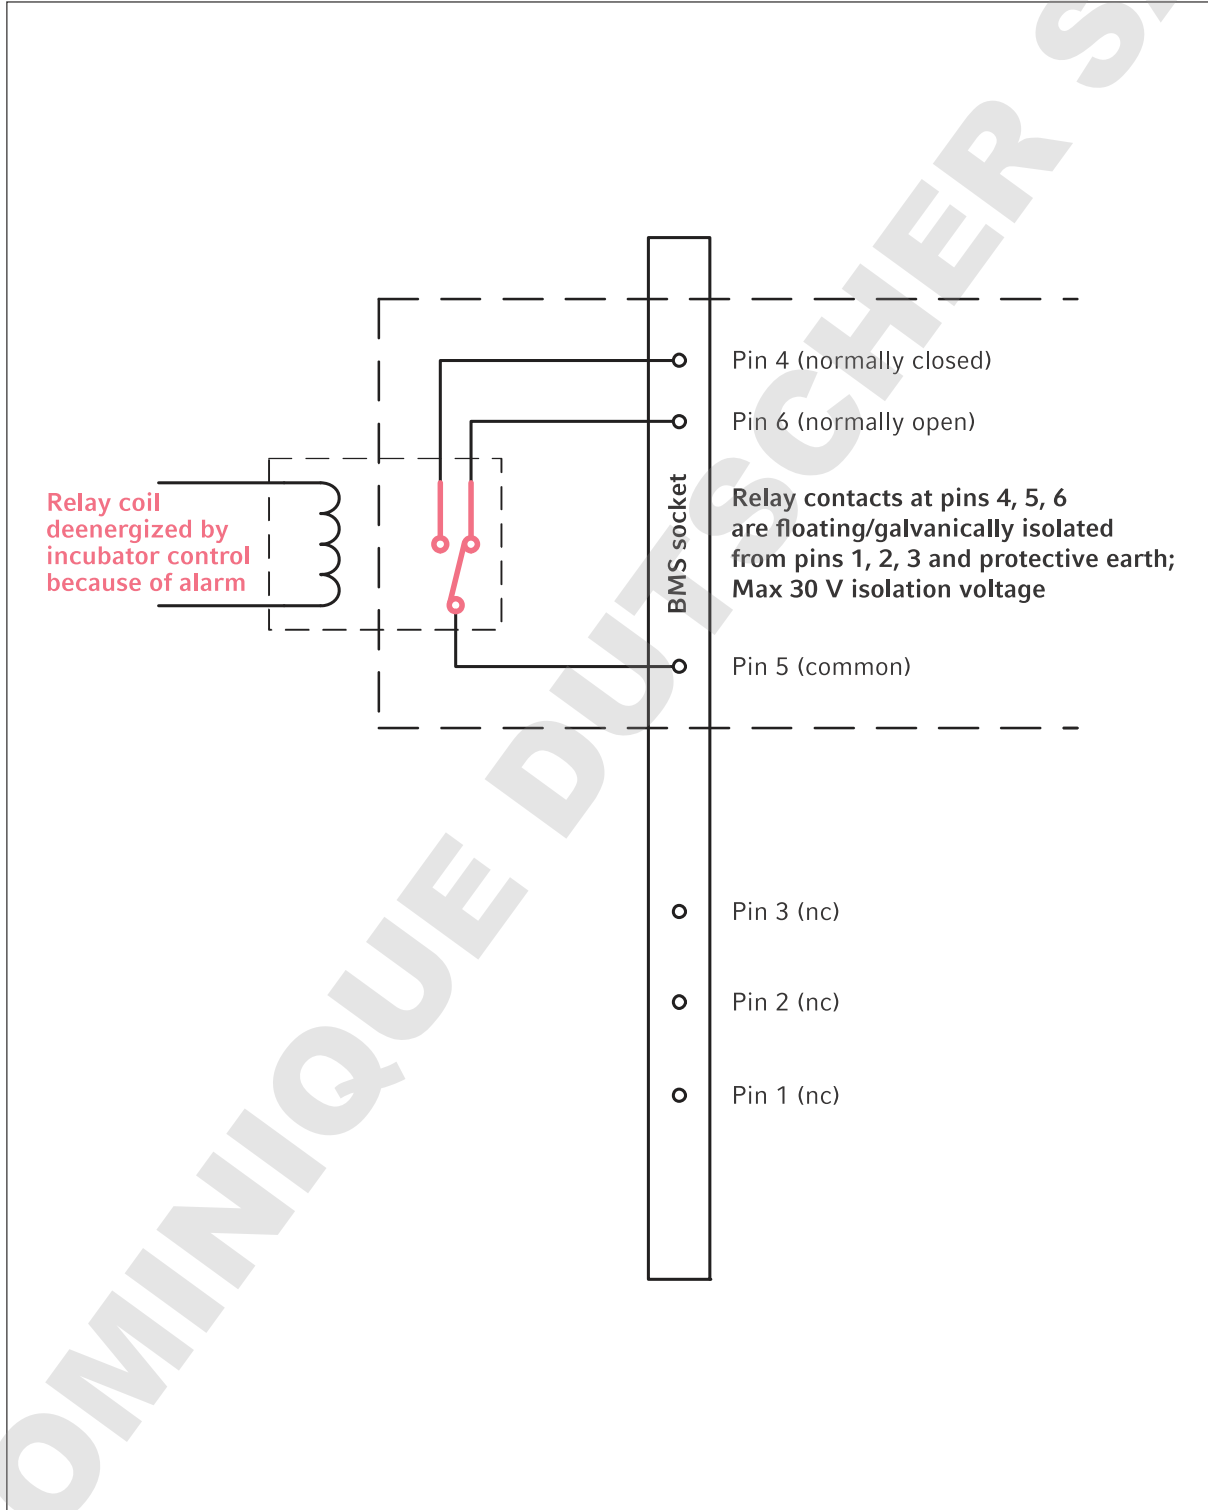 Pin 4 (normally closed)
Pin 6 (normally open)
Relay coil
deenergized by
incubator control
because of alarm
BMS socket
Relay contacts at pins 4, 5, 6
are floating/galvanically isolated
from pins 1, 2, 3 and protective earth;
Max 30 V isolation voltage
Pin 5 (common)
Pin 3 (nc)
Pin 2 (nc)
Pin 1 (nc)
OMINIQUE DUTSCHER S